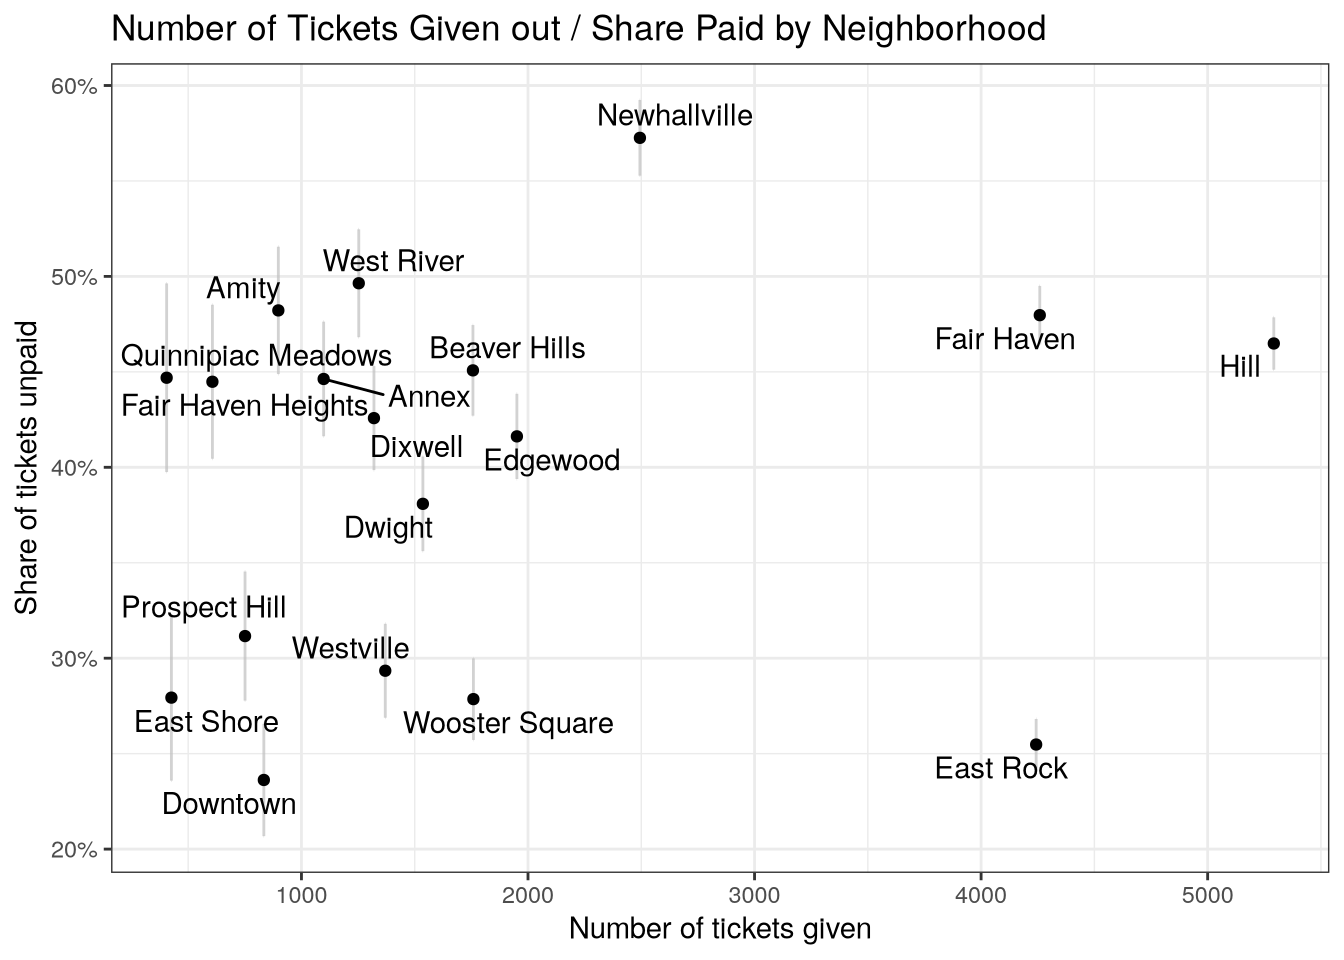 Number of Tickets Given out / Share Paid by Neighborhood
60%
Newhallville
West River
50%
Amity
Fair Haven
Beaver Hills
Quinnipiac Meadows
Hill
Annex
Fair Haven Heights
Dixwell
Edgewood
40%
Dwight
Prospect Hill
Westville
30%
East Shore
Wooster Square
East Rock
Downtown
20%
Share of tickets unpaid
1000 2000 3000 4000 5000
Number of tickets given